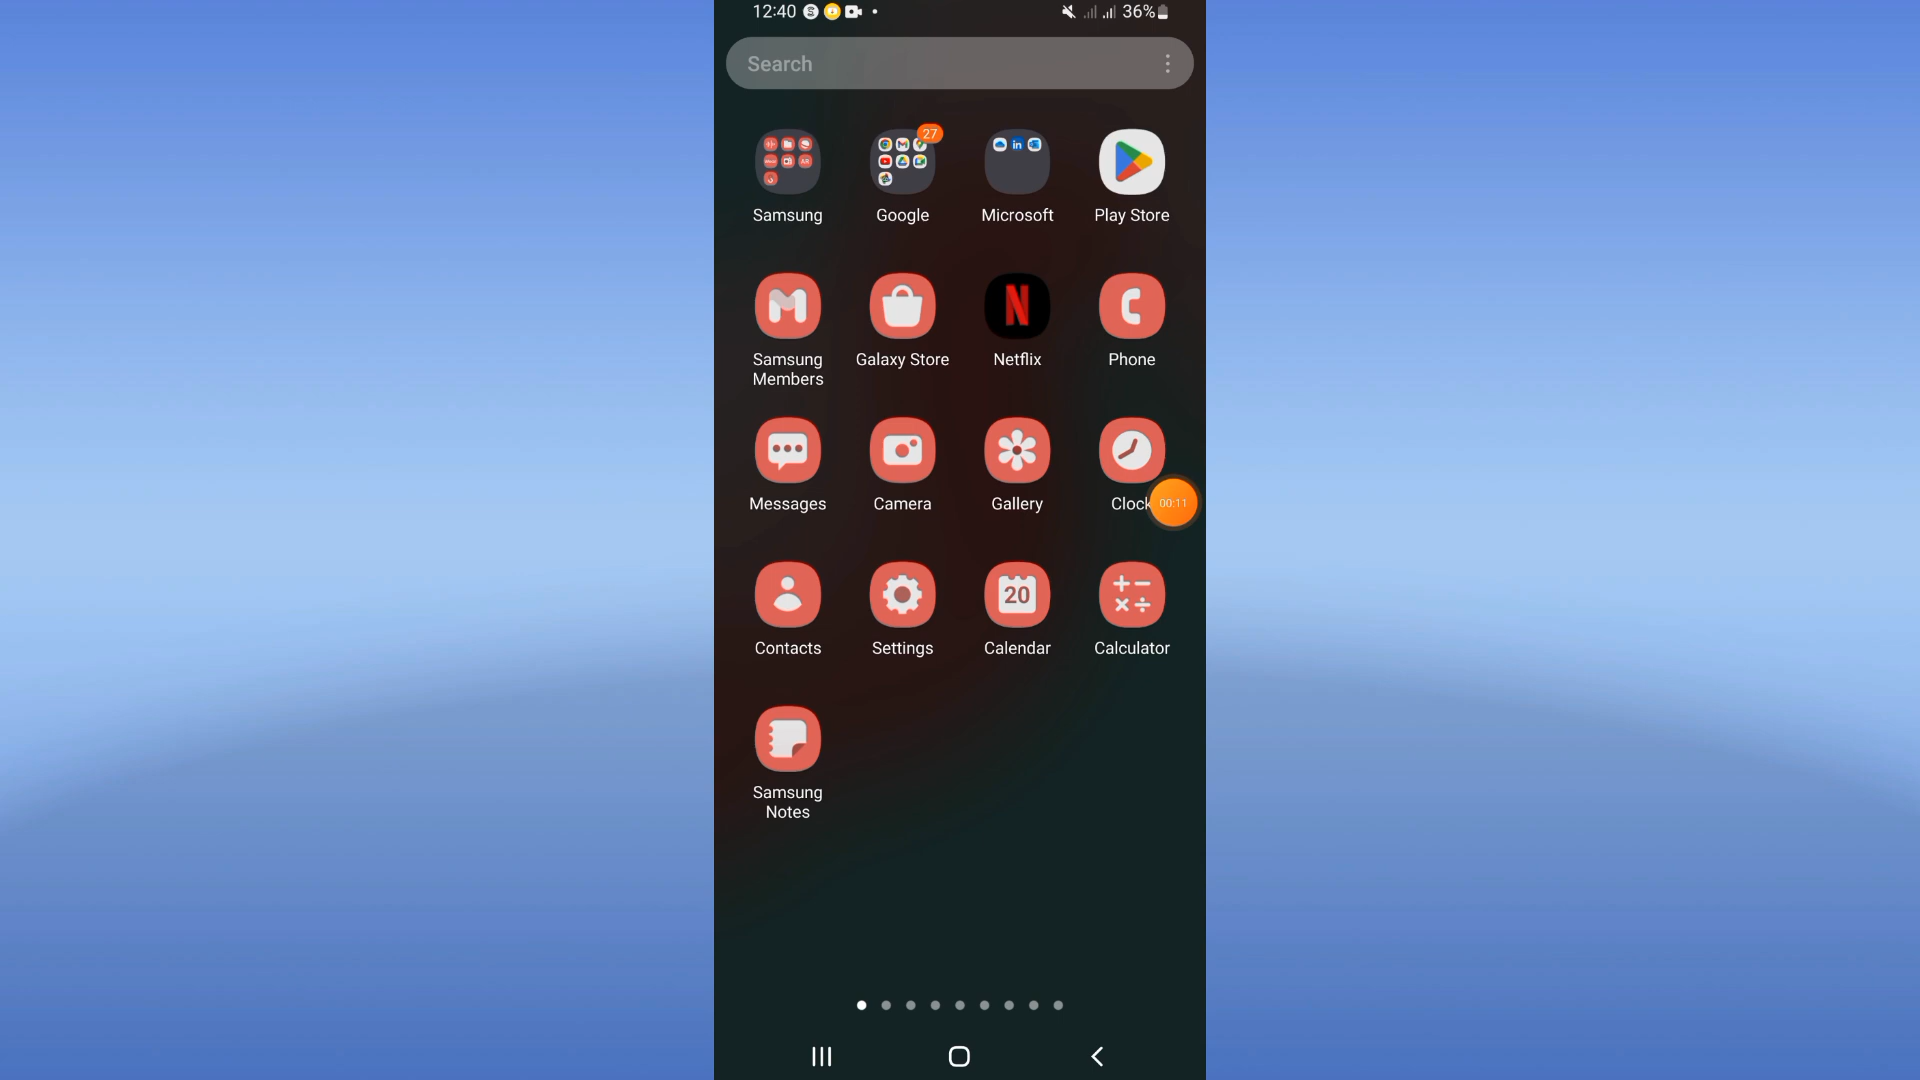 12:40
36%
Search
27
Samsung
Google
Microsoft
Play Store
Samsung
Members
Galaxy Store
Netflix
Phone
Messages
Camera
Gallery
Clock
00:11
20
Contacts
Settings
Calendar
Calculator
Samsung
Notes